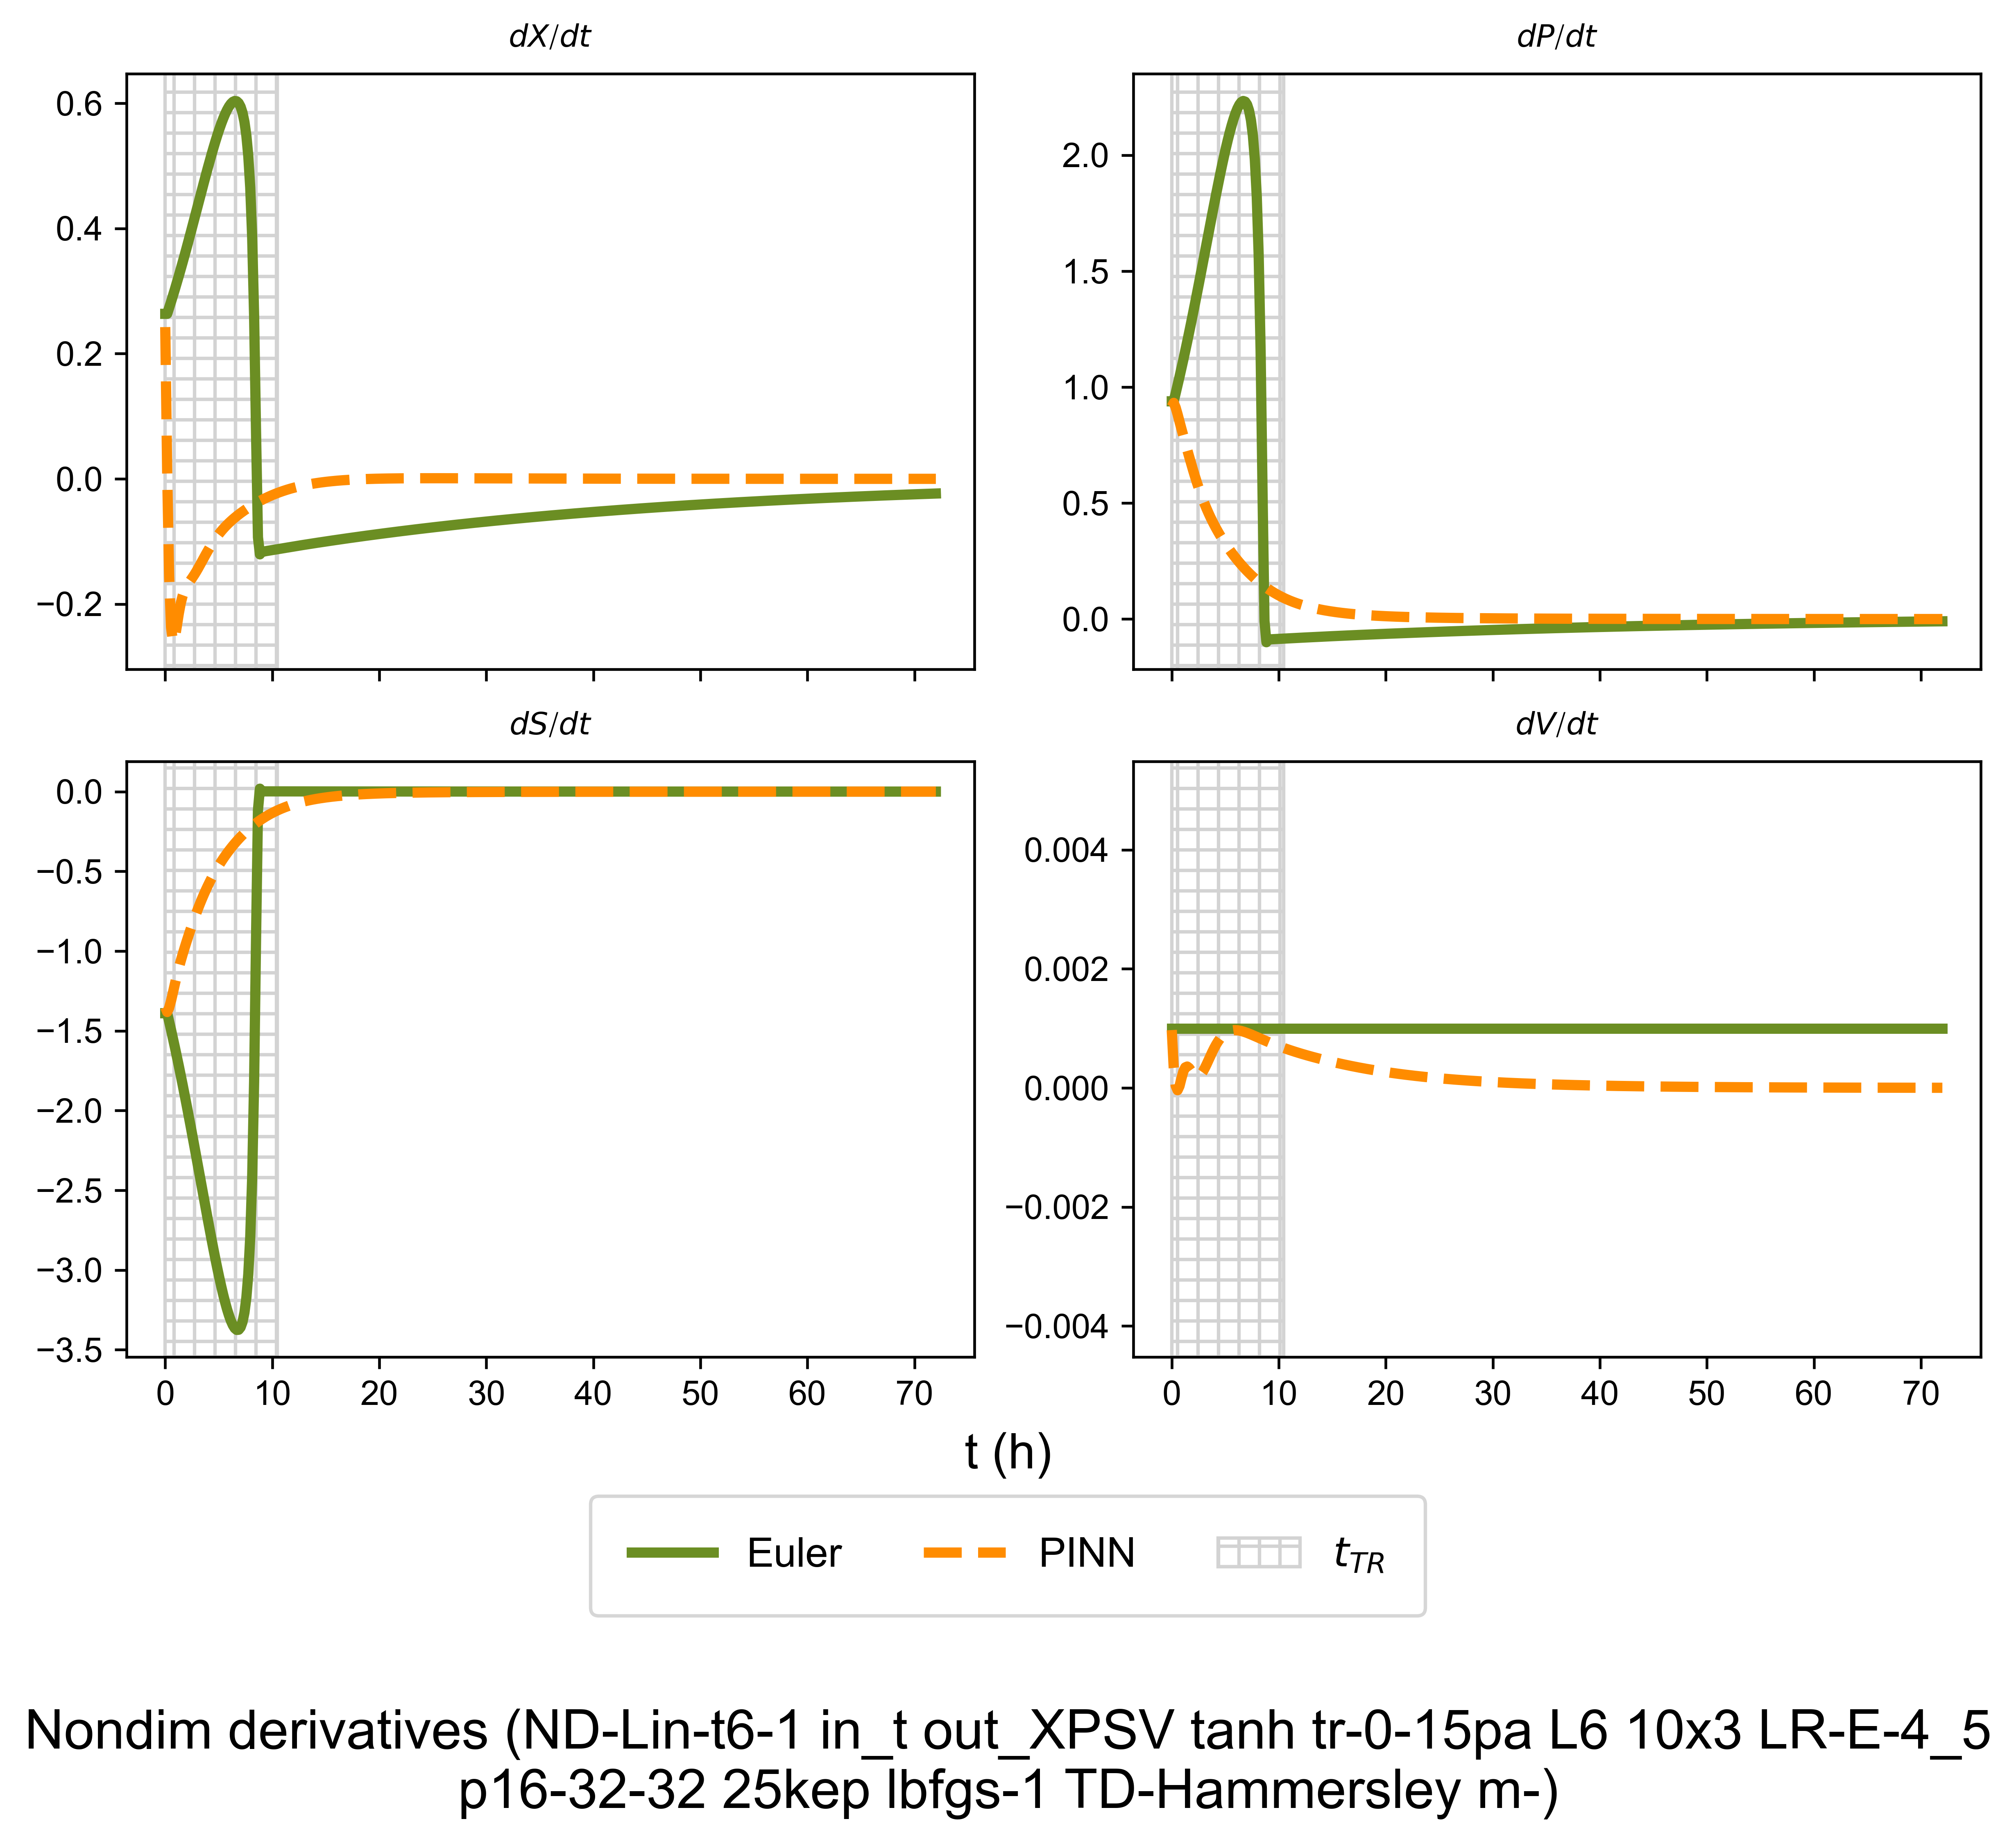 dX/dt
dP/dt
0.6
0.4
0.2
0.0
−0.2
2.0
1.5
1.0
0.5
0.0
dS/dt
dV/dt
0.0
−0.5
−1.0
−1.5
−2.0
−2.5
−3.0
−3.5
0.004
0.002
0.000
−0.002
−0.004
0 10 20 30 40 50 60 70
0 10 20 30 40 50 60 70
t (h)
Euler PINN t_{TR}
Nondim derivatives (ND-Lin-t6-1 in_t out_XPSV tanh tr-0-15pa L6 10x3 LR-E-4_5
p16-32-32 25kep lbfgs-1 TD-Hammersley m-)